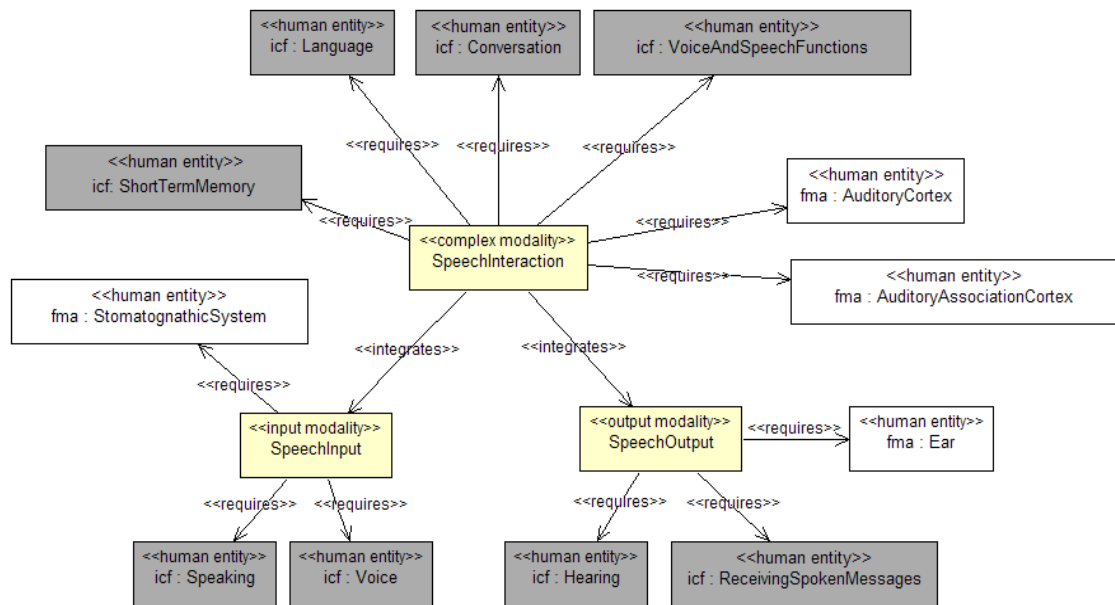 <<human entity>>
icf : Language
<<human entity>>
icf : Conversation
<<human entity>>
icf : VoiceAndSpeechFunctions
<<requires>>
<<requires>>
<<requires>>
<<human entity>>
icf: ShortTermMemory
<<human entity>>
fma : AuditoryCortex
<<requires>>
<<requires>>
<<complex modality>>
SpeechInteraction
<<requires>>
<<human entity>>
fma : AuditoryAssociationCortex
<<human entity>>
fma : StomatognathicSystem
<<integrates>>
<<integrates>>
<<requires>>
<<input modality>>
SpeechInput
<<output modality>>
SpeechOutput
<<requires>>
<<human entity>>
fma : Ear
<<requires>>
<<requires>>
<<requires>>
<<requires>>
<<human entity>>
icf : Speaking
<<human entity>>
icf : Voice
<<human entity>>
icf : Hearing
<<human entity>>
icf : ReceivingSpokenMessages